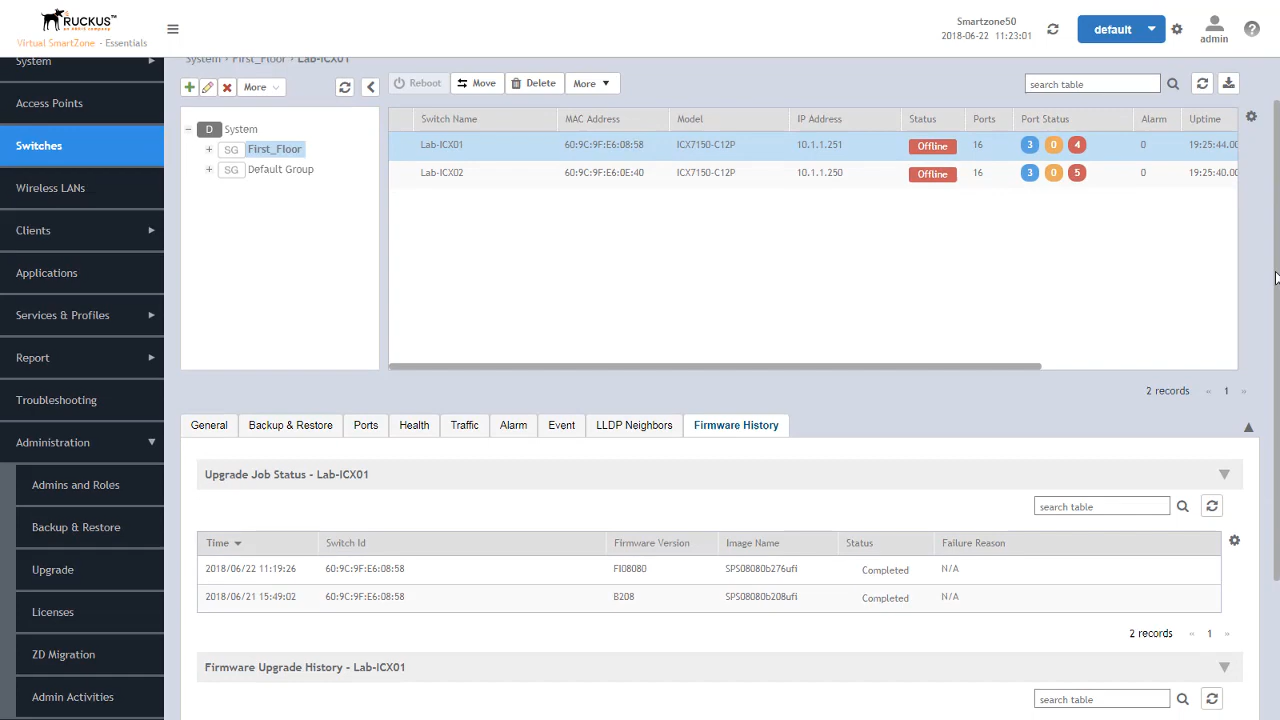 RUCKUS
Virtual SmartZone - Essentials
Smartzone50
2018-06-22 11:23:01
default
admin
System
Access Points
Switches
Wireless LANs
Clients
Applications
Services & Profiles
Report
Troubleshooting
Administration
Admins and Roles
Backup & Restore
Upgrade
Licenses
ZD Migration
Admin Activities
System › First_Floor › Lab-ICX01
More
Reboot
Move
Delete
More
search table
D System
SG First_Floor
SG Default Group
Switch Name MAC Address Model IP Address Status Ports Port Status Alarm Uptime
Lab-ICX01 60:9C:9F:E6:08:58 ICX7150-C12P 10.1.1.251 Offline 16 3 0 4 0 19:25:44.00
Lab-ICX02 60:9C:9F:E6:0E:40 ICX7150-C12P 10.1.1.250 Offline 16 3 0 5 0 19:25:40.00
2 records « 1 »
General Backup & Restore Ports Health Traffic Alarm Event LLDP Neighbors Firmware History
Upgrade Job Status - Lab-ICX01
search table
Time Switch Id Firmware Version Image Name Status Failure Reason
2018/06/22 11:19:26 60:9C:9F:E6:08:58 FI08080 SPS08080b276ufi Completed N/A
2018/06/21 15:49:02 60:9C:9F:E6:08:58 B208 SPS08080b208ufi Completed N/A
2 records « 1 »
Firmware Upgrade History - Lab-ICX01
search table